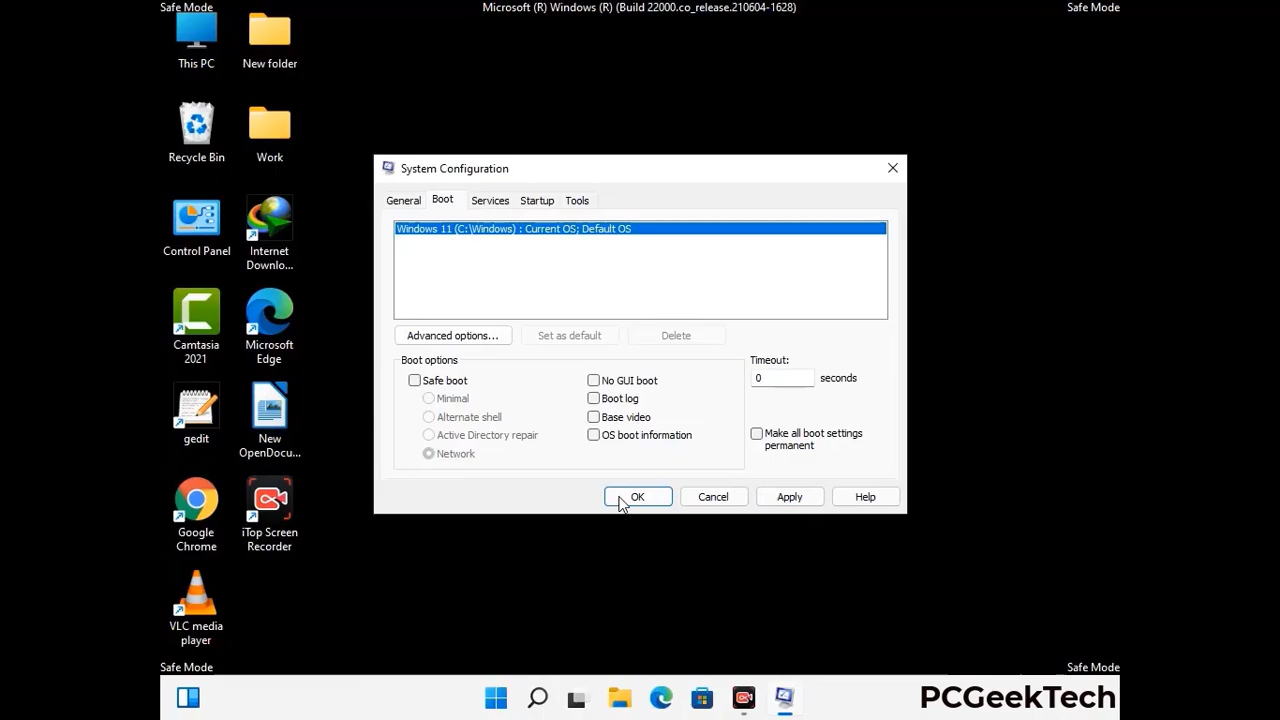 Safe Mode
Microsoft (R) Windows (R) (Build 22000.co_release.210604-1628)
Safe Mode
This PC
New folder
Recycle Bin
Work
Control Panel
Internet
Downlo...
Camtasia
2021
Microsoft
Edge
gedit
New
OpenDocu...
Google
Chrome
iTop Screen
Recorder
VLC media
player
System Configuration
General
Boot
Services
Startup
Tools
Windows 11 (C:\Windows) : Current OS; Default OS
Advanced options...
Set as default
Delete
Boot options
Safe boot
Minimal
Alternate shell
Active Directory repair
Network
No GUI boot
Boot log
Base video
OS boot information
Timeout:
0 seconds
Make all boot settings
permanent
OK
Cancel
Apply
Help
Safe Mode
Safe Mode
PCGeekTech